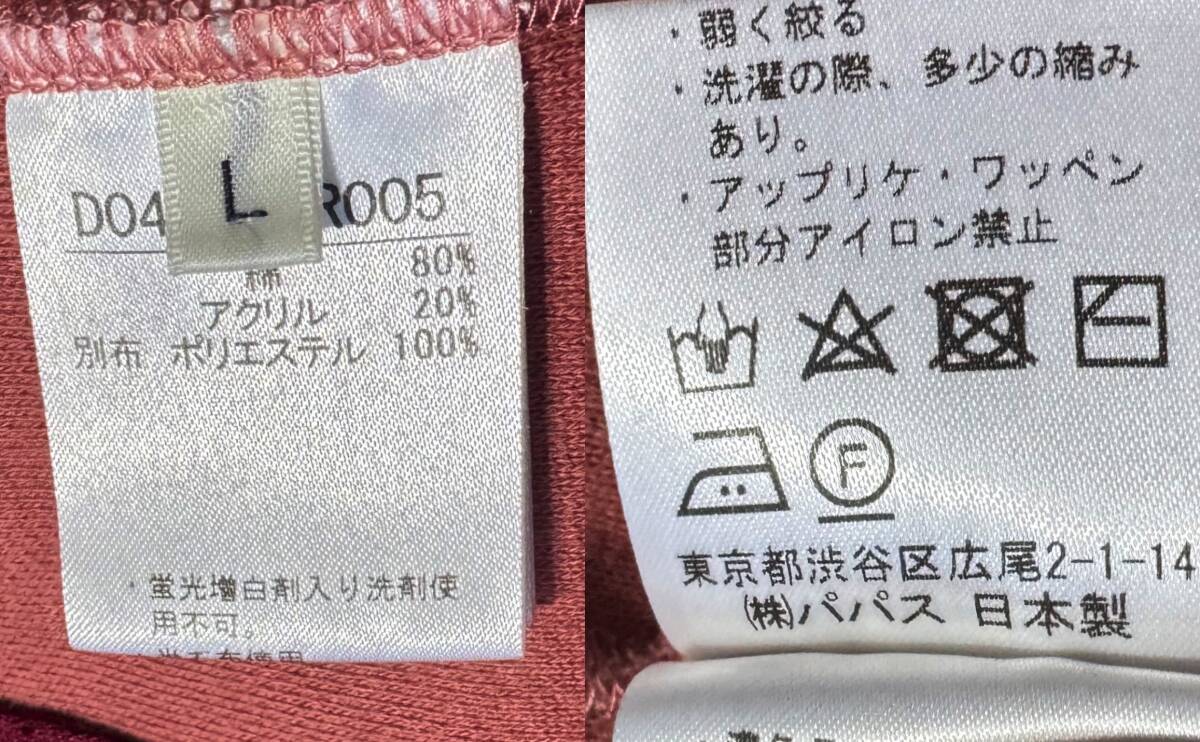 L
D04
R005
綿 80%
アクリル 20%
別布 ポリエステル 100%
・蛍光増白剤入り洗剤使
用不可。
・弱く絞る
・洗濯の際、多少の縮み
あり。
・アップリケ・ワッペン
部分アイロン禁止
F
東京都渋谷区広尾2-1-14
㈱パパス 日本製